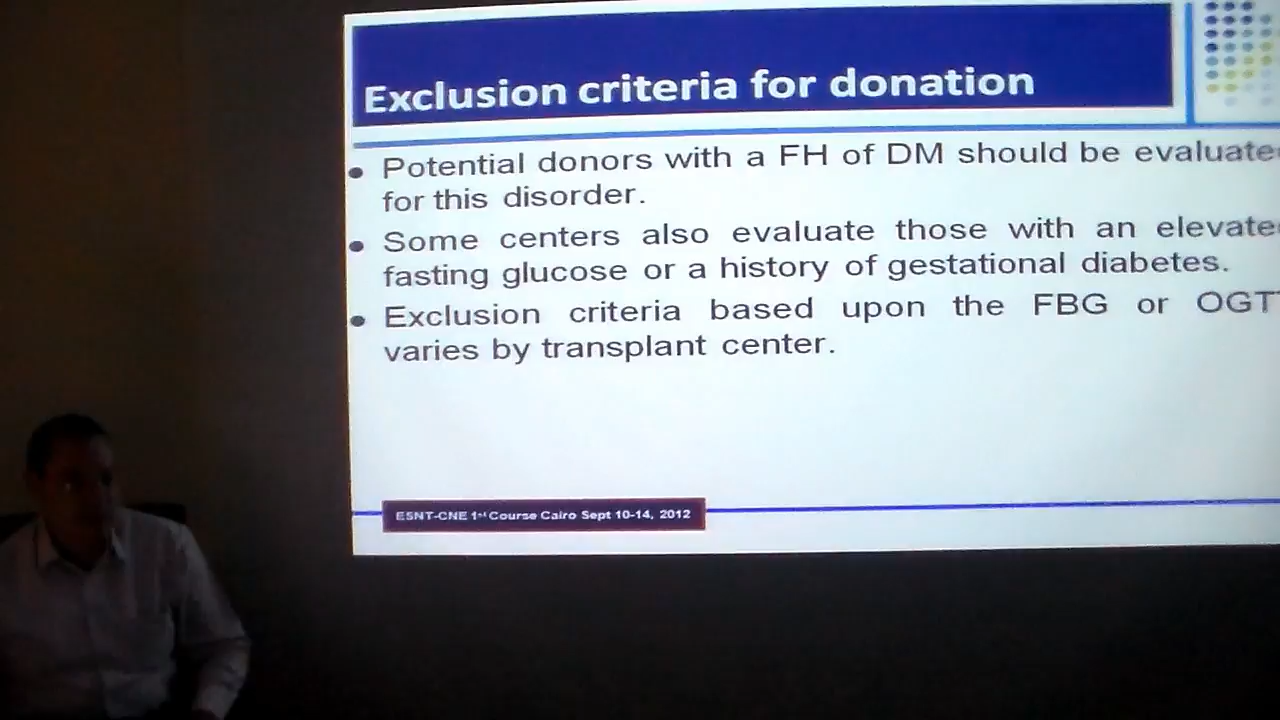 Exclusion criteria for donation
• Potential donors with a FH of DM should be evaluate
for this disorder.
• Some centers also evaluate those with an elevate
fasting glucose or a history of gestational diabetes.
• Exclusion criteria based upon the FBG or OGT
varies by transplant center.
ESNT-CNE 1st Course Cairo Sept 10-14, 2012